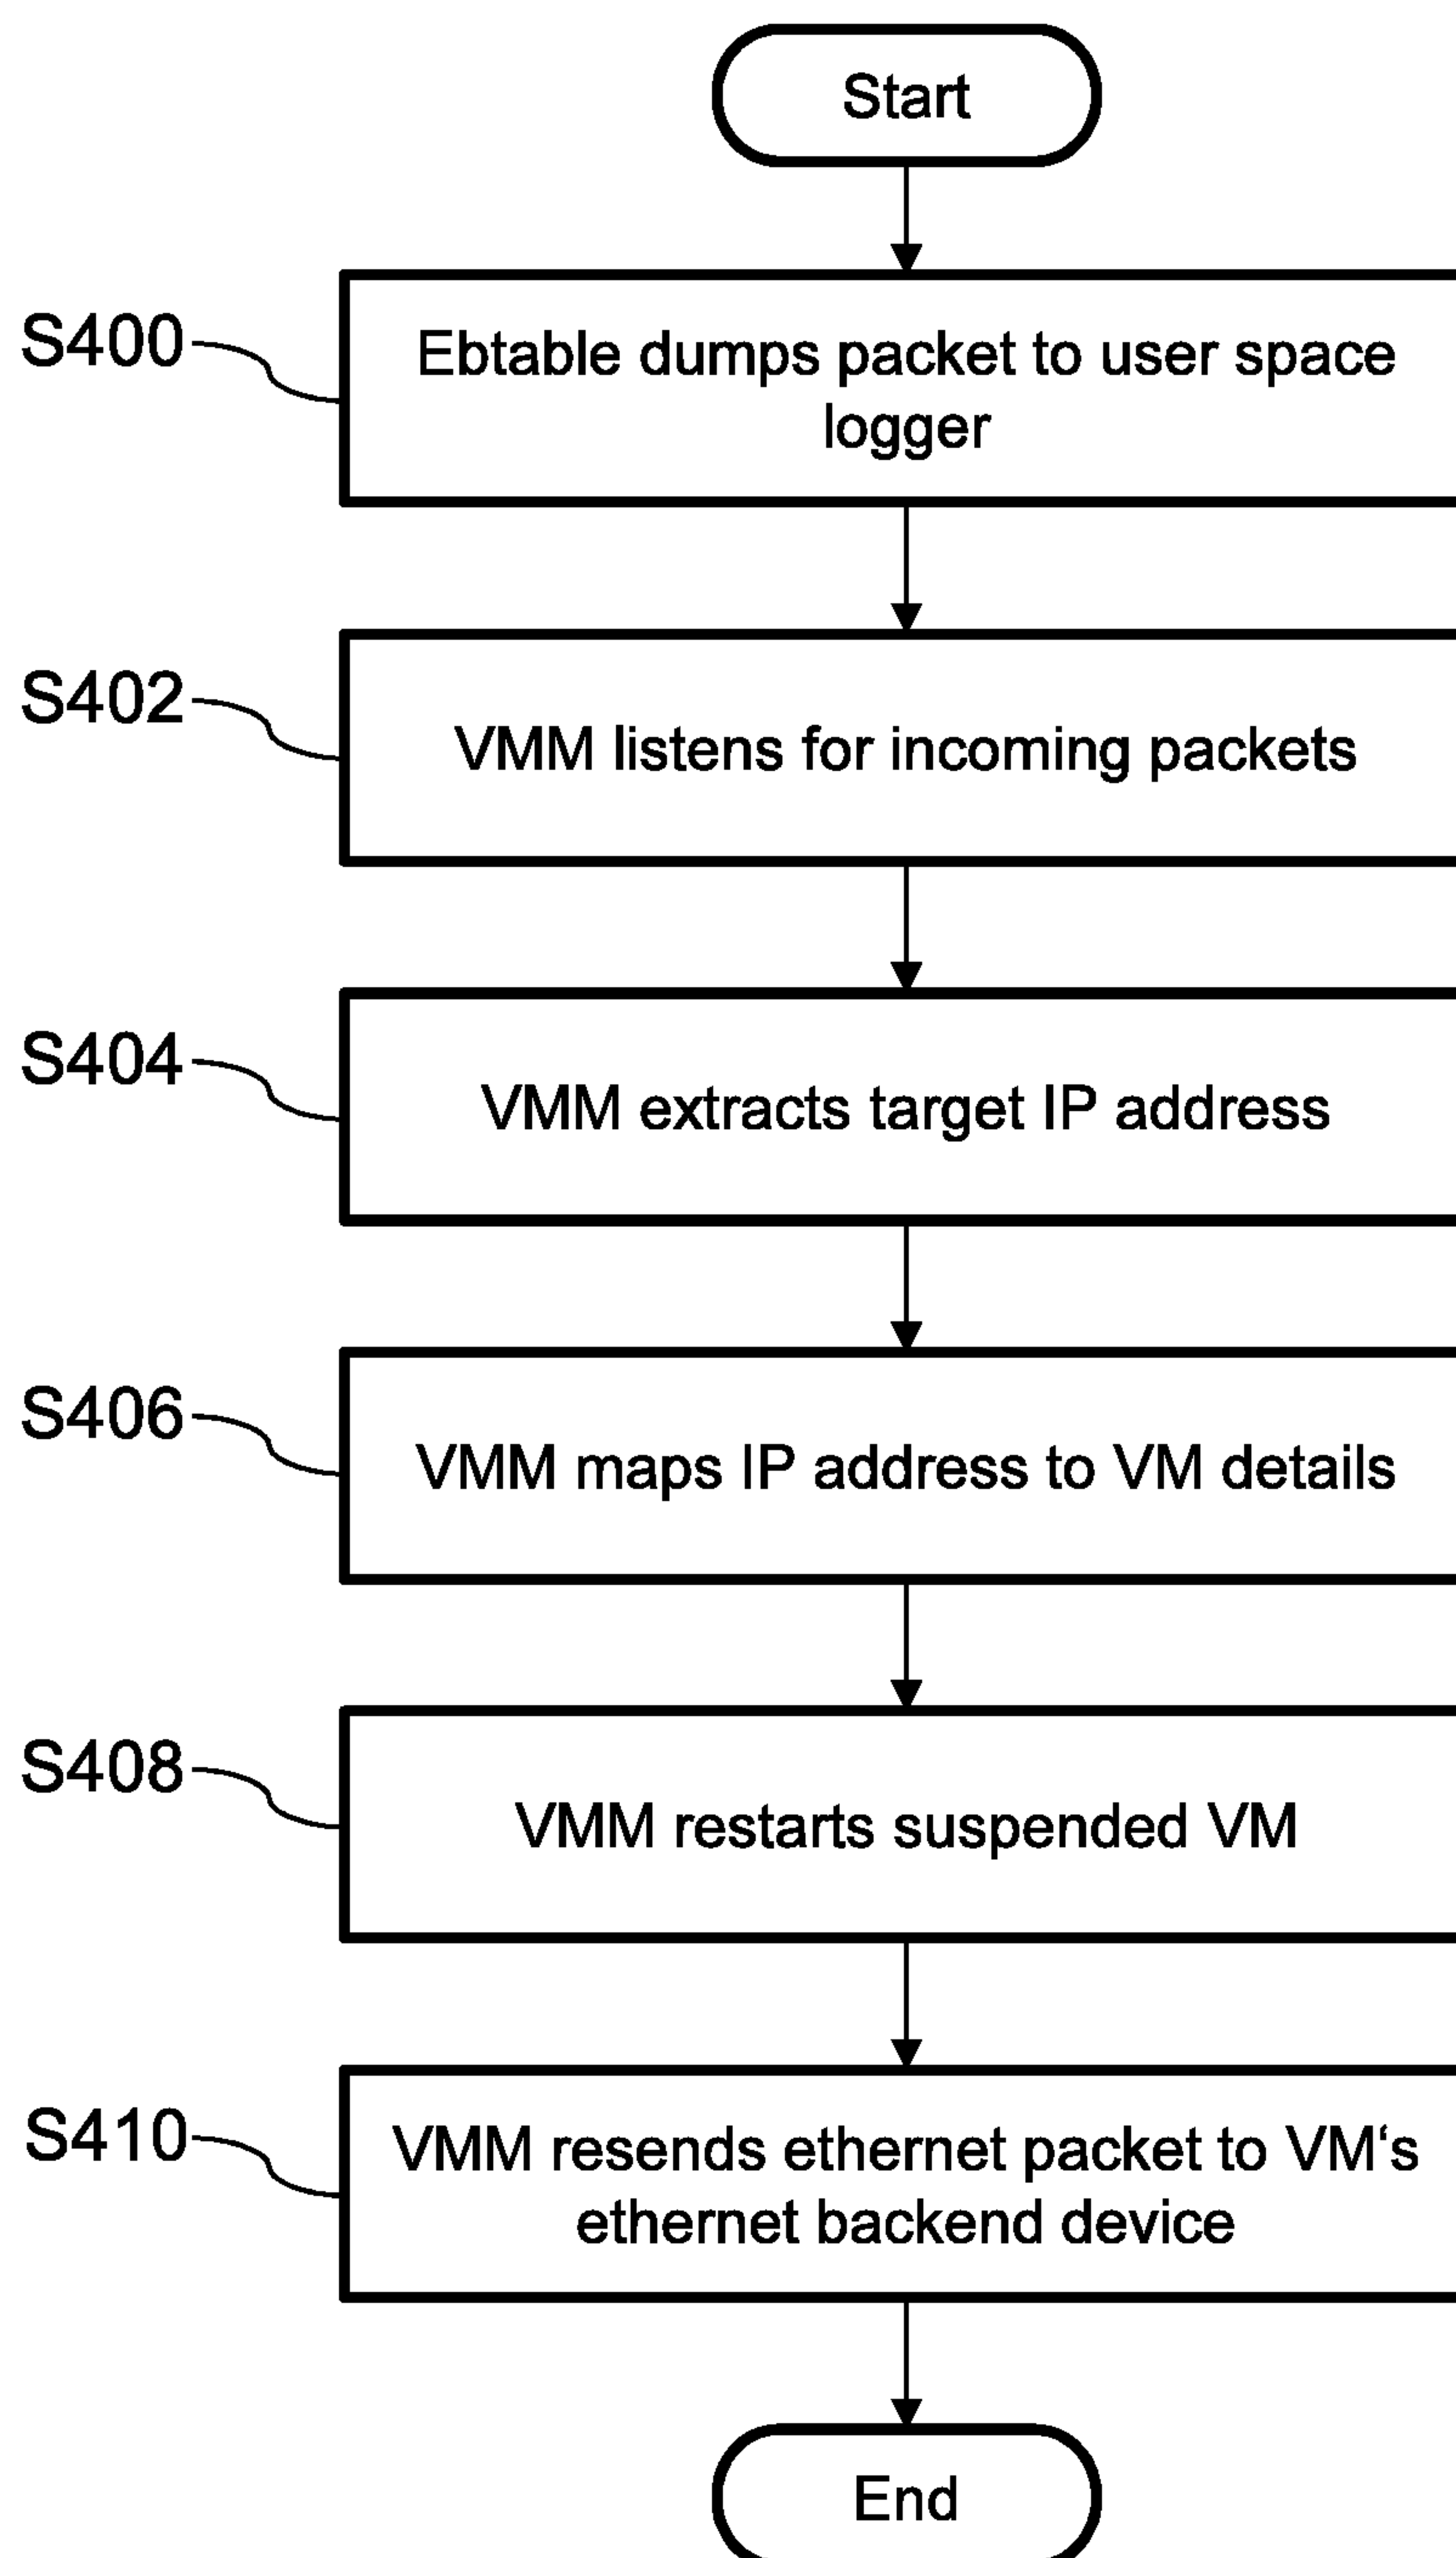 Start
S400
Ebtable dumps packet to user space
logger
S402
VMM listens for incoming packets
S404
VMM extracts target IP address
S406
VMM maps IP address to VM details
S408
VMM restarts suspended VM
S410
VMM resends ethernet packet to VM‘s
ethernet backend device
End